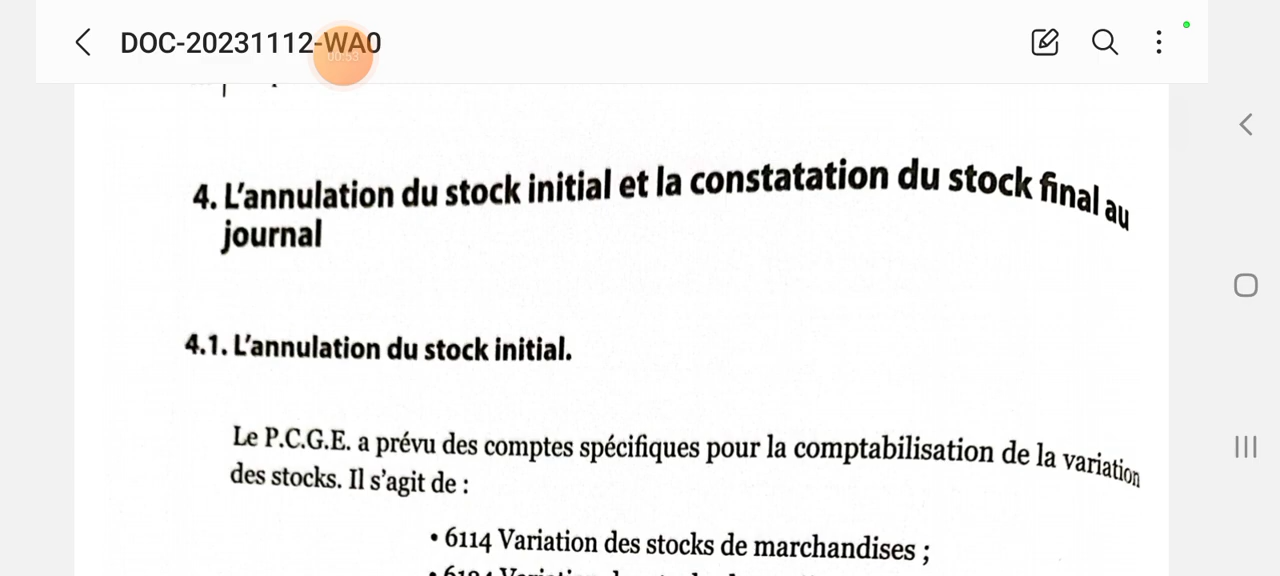 DOC-20231112-WA0
00:53
4. L'annulation du stock initial et la constatation du stock final au
journal
4.1. L'annulation du stock initial.
Le P.C.G.E. a prévu des comptes spécifiques pour la comptabilisation de la variation
des stocks. Il s'agit de :
• 6114 Variation des stocks de marchandises ;